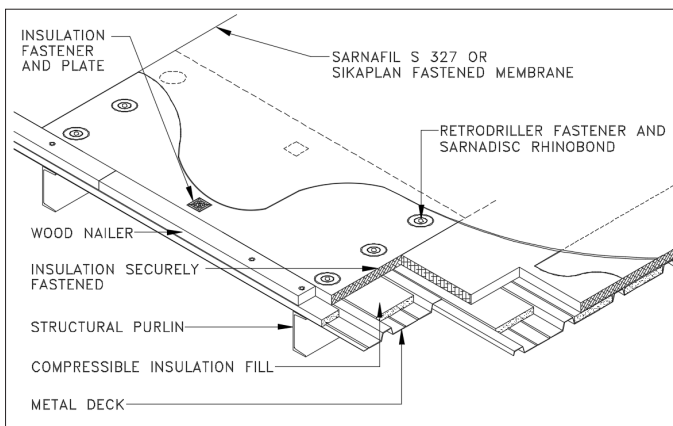 INSULATION
FASTENER
AND PLATE
SARNAFIL S 327 OR
SIKAPLAN FASTENED MEMBRANE
RETRODRILLER FASTENER AND
SARNADISC RHINOBOND
WOOD NAILER
INSULATION SECURELY
FASTENED
STRUCTURAL PURLIN
COMPRESSIBLE INSULATION FILL
METAL DECK